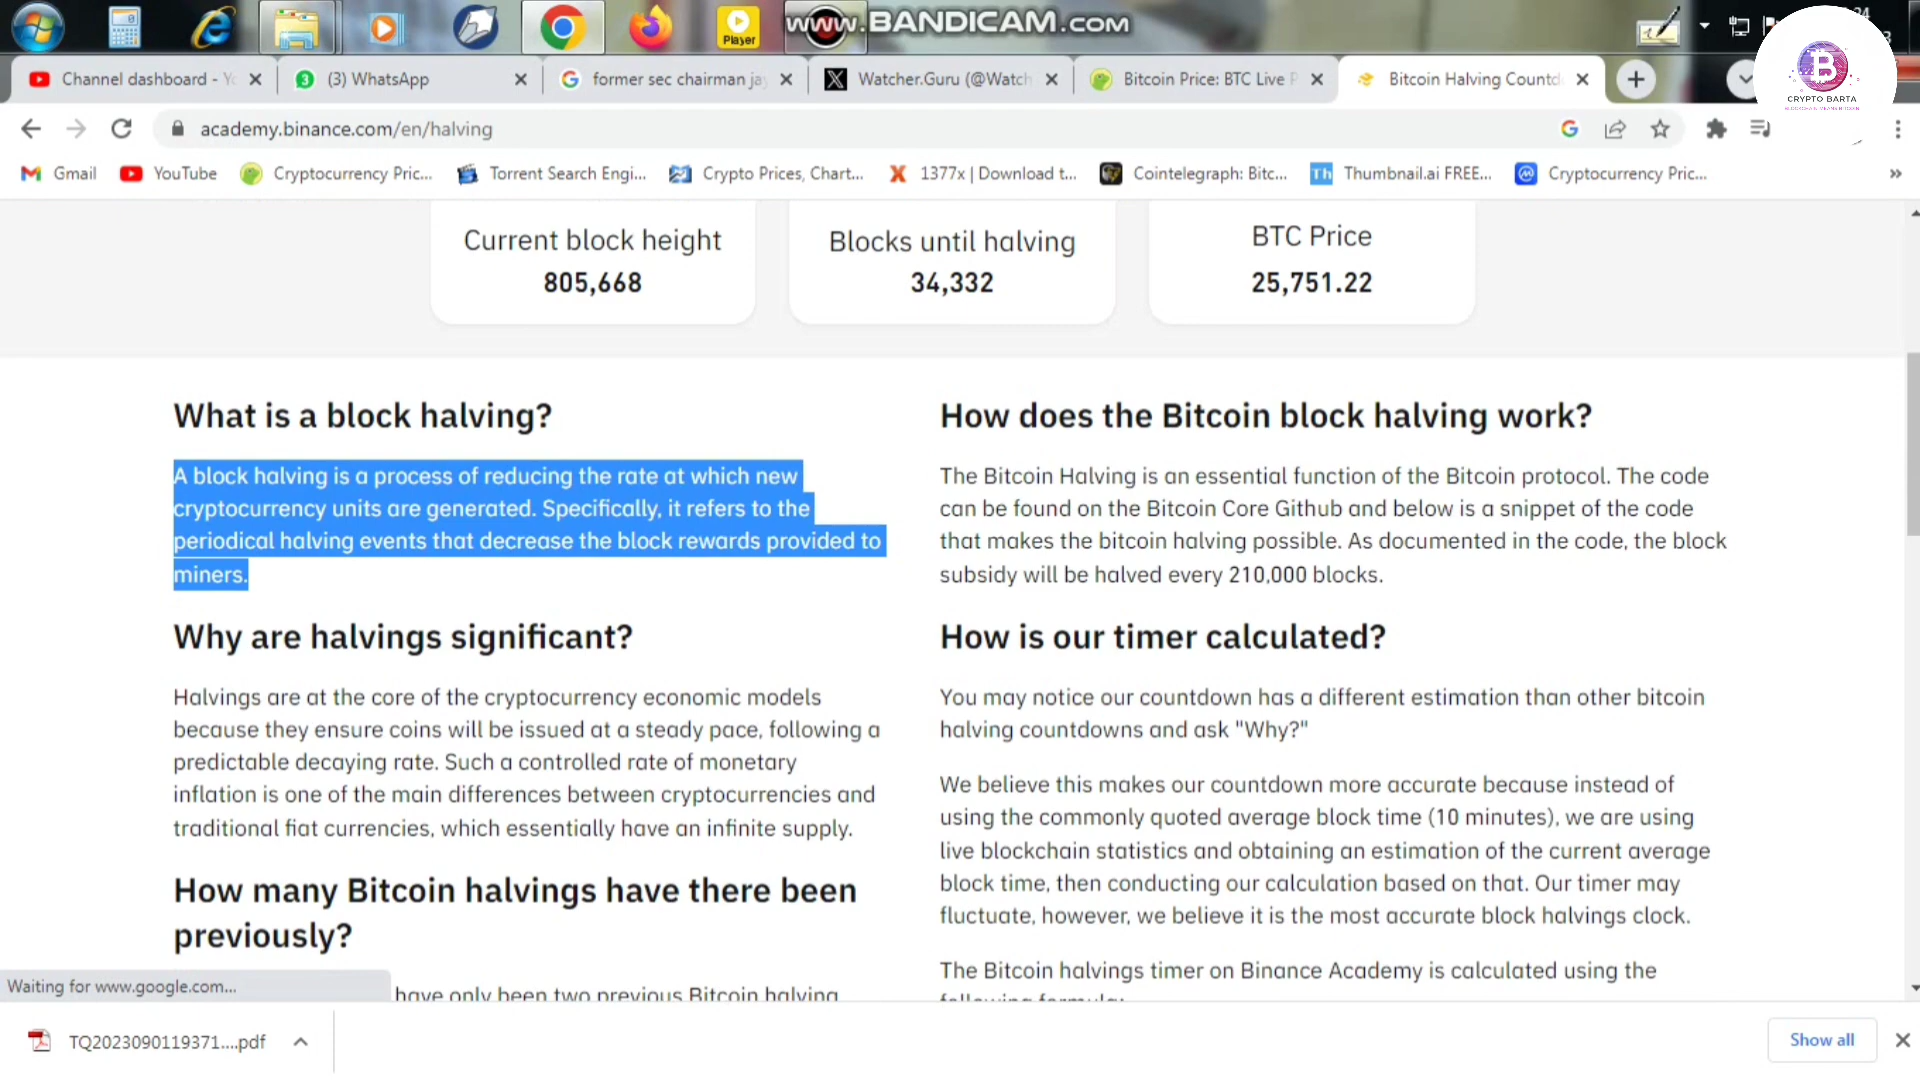 www.BANDICAM.com
Player
24
Channel dashboard - Yo
3
(3) WhatsApp
former sec chairman jay
Watcher.Guru (@Watch
Bitcoin Price: BTC Live P
Bitcoin Halving Countd
CRYPTO BARTA
academy.binance.com/en/halving
Gmail
YouTube
Cryptocurrency Pric...
Torrent Search Engi...
Crypto Prices, Chart...
1377x | Download t...
Cointelegraph: Bitc...
Th
Thumbnail.ai FREE...
Cryptocurrency Pric...
Current block height
805,668
Blocks until halving
34,332
BTC Price
25,751.22
What is a block halving?
A block halving is a process of reducing the rate at which new
cryptocurrency units are generated. Specifically, it refers to the
periodical halving events that decrease the block rewards provided to
miners.
Why are halvings significant?
Halvings are at the core of the cryptocurrency economic models
because they ensure coins will be issued at a steady pace, following a
predictable decaying rate. Such a controlled rate of monetary
inflation is one of the main differences between cryptocurrencies and
traditional fiat currencies, which essentially have an infinite supply.
How many Bitcoin halvings have there been
previously?
have only been two previous Bitcoin halving
How does the Bitcoin block halving work?
The Bitcoin Halving is an essential function of the Bitcoin protocol. The code
can be found on the Bitcoin Core Github and below is a snippet of the code
that makes the bitcoin halving possible. As documented in the code, the block
subsidy will be halved every 210,000 blocks.
How is our timer calculated?
You may notice our countdown has a different estimation than other bitcoin
halving countdowns and ask "Why?"
We believe this makes our countdown more accurate because instead of
using the commonly quoted average block time (10 minutes), we are using
live blockchain statistics and obtaining an estimation of the current average
block time, then conducting our calculation based on that. Our timer may
fluctuate, however, we believe it is the most accurate block halvings clock.
The Bitcoin halvings timer on Binance Academy is calculated using the
following formula:
Waiting for www.google.com...
TQ2023090119371....pdf
Show all